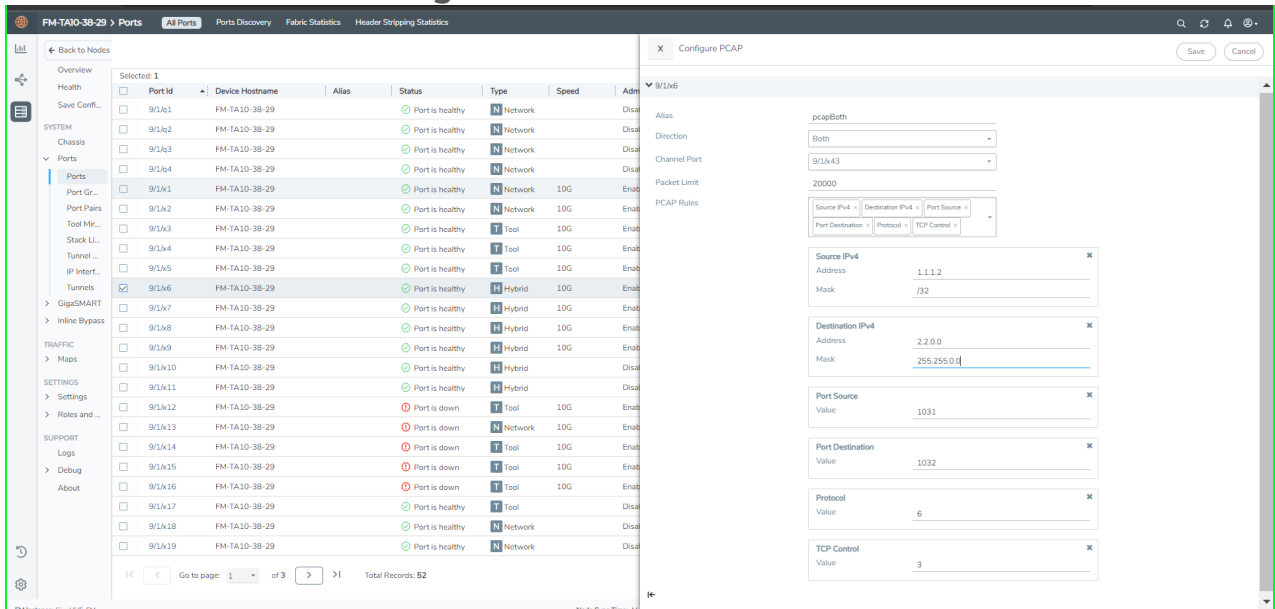 FM-TA10-38-29 > Ports All Ports Ports Discovery Fabric Statistics Header Stripping Statistics
← Back to Nodes
Overview
Health
Save Confi...
SYSTEM
Chassis
Ports
Ports
Port Gr...
Port Pairs
Tool Mir...
Stack Li...
Tunnel ...
IP Interf...
Tunnels
GigaSMART
Inline Bypass
TRAFFIC
Maps
SETTINGS
Settings
Roles and ...
SUPPORT
Logs
Debug
About
Selected: 1
Port Id Device Hostname Alias Status Type Speed Adm
9/1/q1 FM-TA10-38-29 Port is healthy N Network Disal
9/1/q2 FM-TA10-38-29 Port is healthy N Network Disal
9/1/q3 FM-TA10-38-29 Port is healthy N Network Disal
9/1/q4 FM-TA10-38-29 Port is healthy N Network Disal
9/1/x1 FM-TA10-38-29 Port is healthy N Network 10G Enab
9/1/x2 FM-TA10-38-29 Port is healthy N Network 10G Enab
9/1/x3 FM-TA10-38-29 Port is healthy T Tool 10G Enab
9/1/x4 FM-TA10-38-29 Port is healthy T Tool 10G Enab
9/1/x5 FM-TA10-38-29 Port is healthy T Tool 10G Enab
9/1/x6 FM-TA10-38-29 Port is healthy H Hybrid 10G Enab
9/1/x7 FM-TA10-38-29 Port is healthy H Hybrid 10G Enab
9/1/x8 FM-TA10-38-29 Port is healthy H Hybrid 10G Enab
9/1/x9 FM-TA10-38-29 Port is healthy H Hybrid 10G Enab
9/1/x10 FM-TA10-38-29 Port is healthy H Hybrid Disal
9/1/x11 FM-TA10-38-29 Port is healthy H Hybrid Disal
9/1/x12 FM-TA10-38-29 Port is down T Tool 10G Enab
9/1/x13 FM-TA10-38-29 Port is down N Network 10G Enab
9/1/x14 FM-TA10-38-29 Port is down T Tool 10G Enab
9/1/x15 FM-TA10-38-29 Port is down T Tool 10G Enab
9/1/x16 FM-TA10-38-29 Port is down T Tool 10G Enab
9/1/x17 FM-TA10-38-29 Port is healthy T Tool Disal
9/1/x18 FM-TA10-38-29 Port is healthy N Network Disal
9/1/x19 FM-TA10-38-29 Port is healthy N Network Disal
Go to page: 1 of 3 Total Records: 52
X Configure PCAP Save Cancel
9/1/x6
Alias pcapBoth
Direction Both
Channel Port 9/1/x43
Packet Limit 20000
PCAP Rules Source IPv4 × Destination IPv4 × Port Source ×
Port Destination × Protocol × TCP Control ×
Source IPv4
Address 1.1.1.2
Mask /32
Destination IPv4
Address 2.2.0.0
Mask 255.255.0.0
Port Source
Value 1031
Port Destination
Value 1032
Protocol
Value 6
TCP Control
Value 3